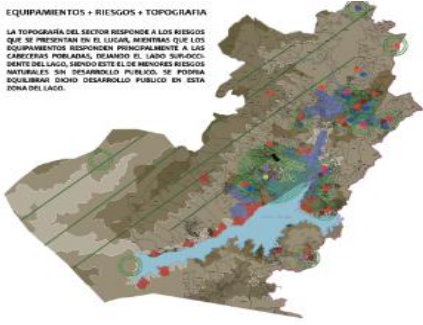 EQUIPAMIENTOS + RIESGOS + TOPOGRAFIA
LA TOPOGRAFÍA DEL SECTOR RESPONDE A LOS RIESGOS
QUE SE PRESENTAN EN EL LUGAR, MIENTRAS QUE LOS
EQUIPAMIENTOS RESPONDEN PRINCIPALMENTE A LAS
CABECERAS POBLADAS, DEJANDO EL LADO SUR-OCCI-
DENTE DEL LAGO, SIENDO ESTE EL DE MENORES RIESGOS
NATURALES SIN DESARROLLO PUBLICO. SE PODRIA
EQUILIBRAR DICHO DESARROLLO PUBLICO EN ESTA
ZONA DEL LAGO.